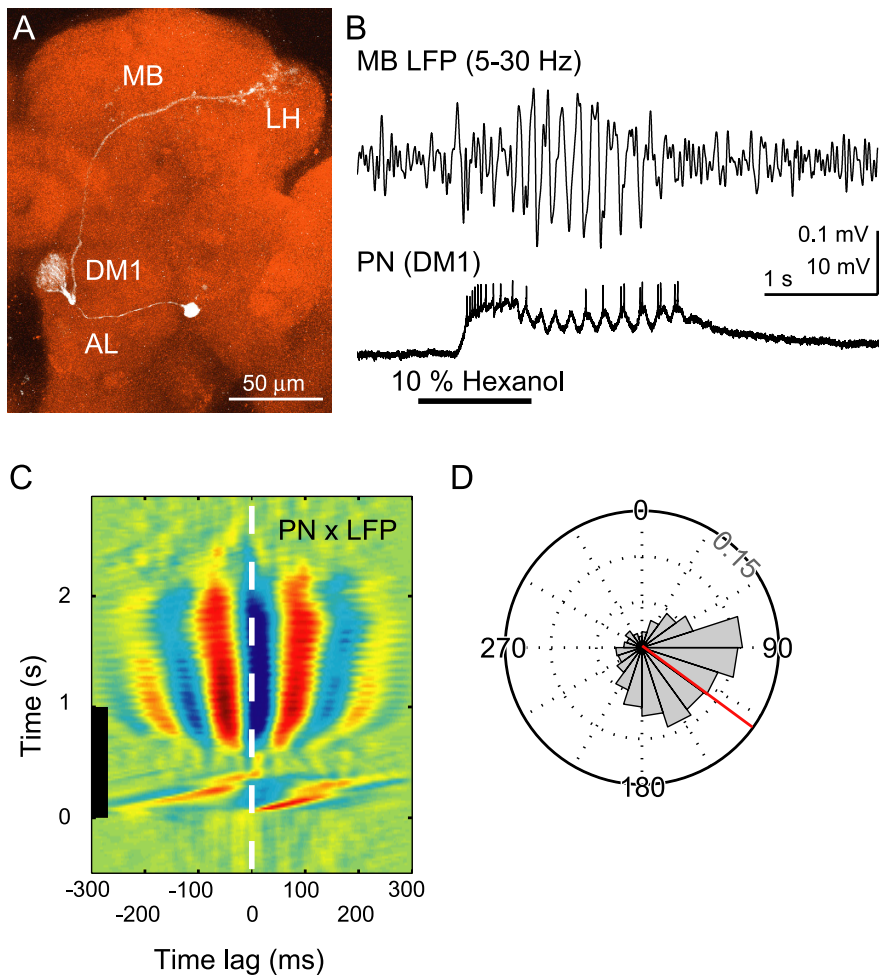 A
MB
LH
DM1
AL
50 μm
B
MB LFP (5-30 Hz)
0.1 mV
10 mV
1 s
PN (DM1)
10 % Hexanol
C
PN x LFP
2
1
0
Time (s)
-300 -200 -100 0 100 200 300
Time lag (ms)
D
0
0.15
90
180
270